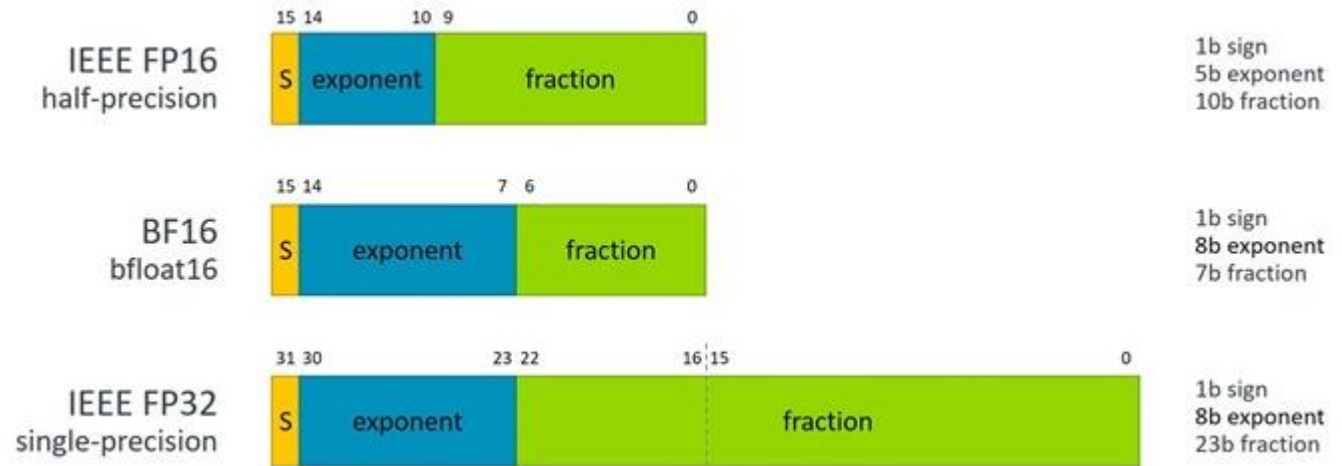 15 14 10 9 0
IEEE FP16
half-precision
S exponent fraction
1b sign
5b exponent
10b fraction
15 14 7 6 0
BF16
bfloat16
S exponent fraction
1b sign
8b exponent
7b fraction
31 30 23 22 16 15 0
IEEE FP32
single-precision
S exponent fraction
1b sign
8b exponent
23b fraction